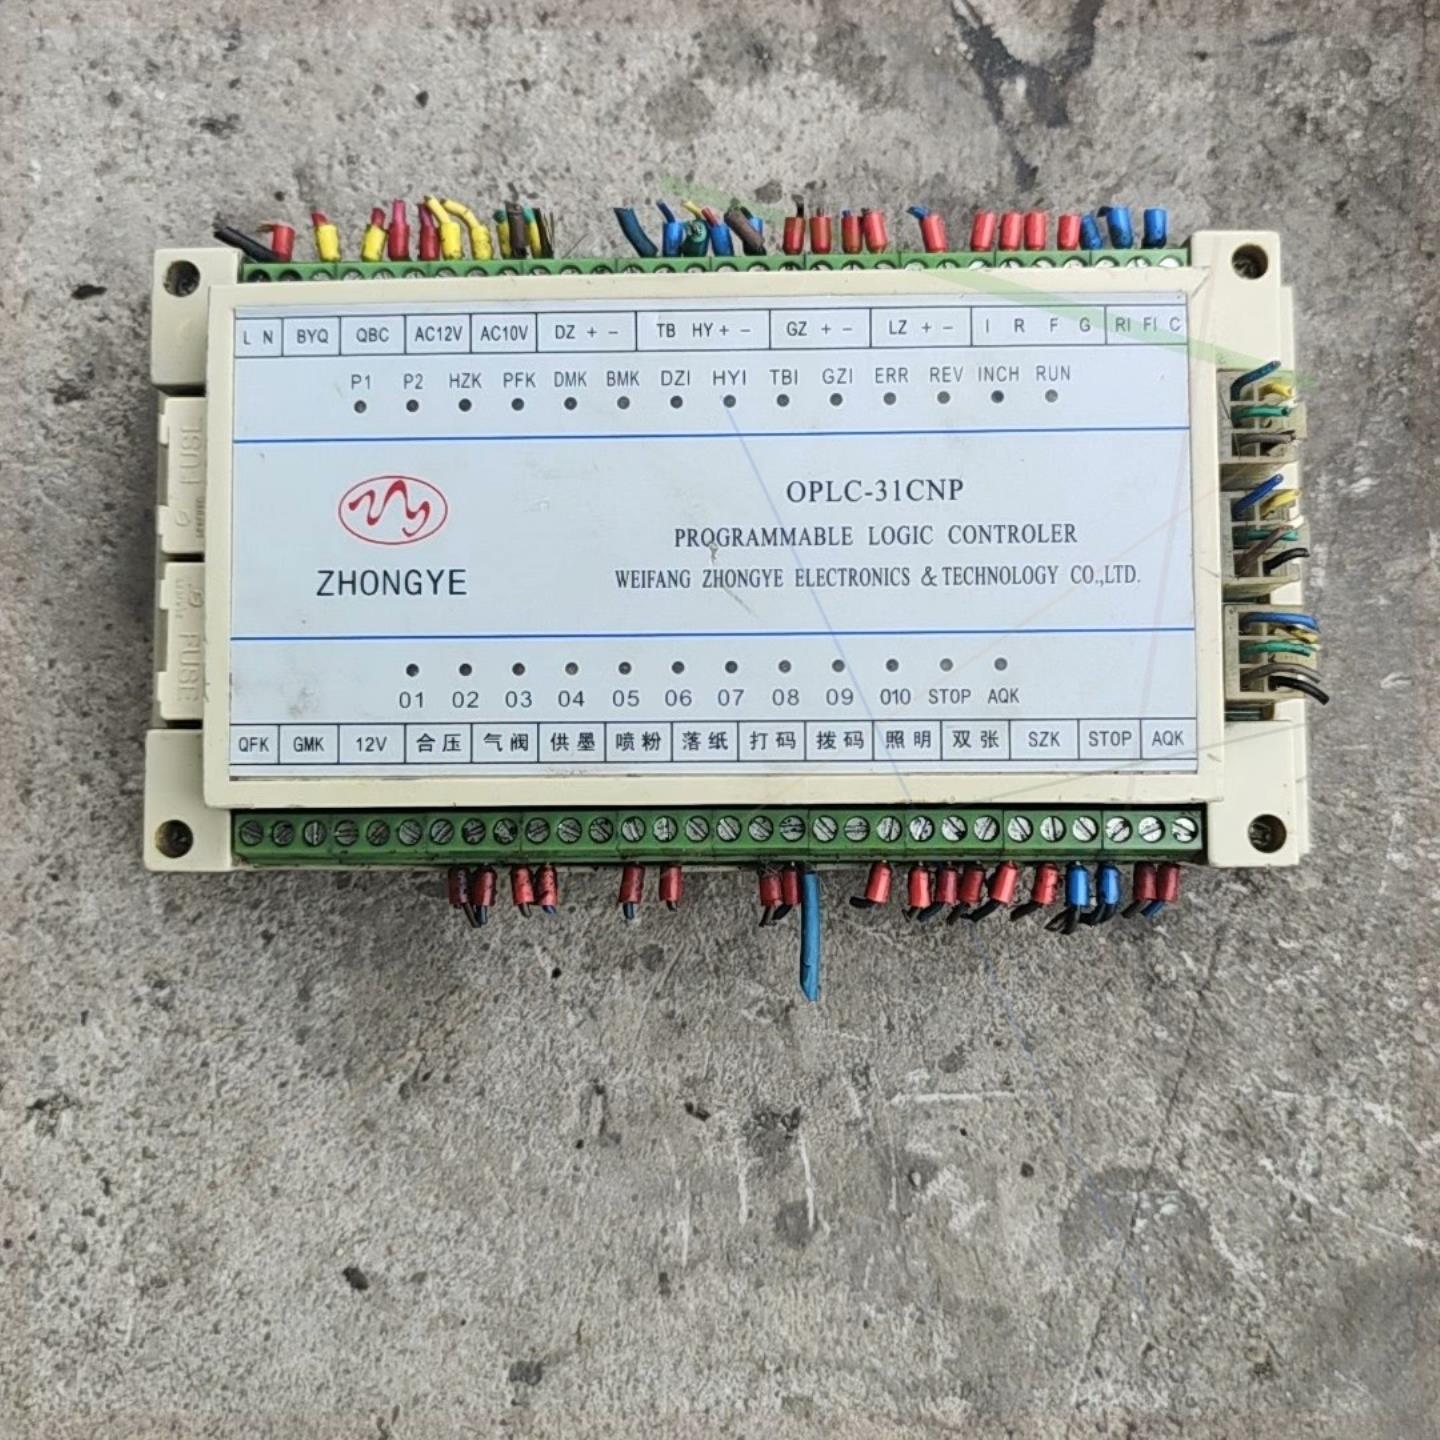 L N BYQ QBC AC12V AC10V DZ + - TB HY + - GZ + - LZ + - I R F G RI FI C
P1 P2 HZK PFK DMK BMK DZI HYI TBI GZI ERR REV INCH RUN
OPLC-31CNP
PROGRAMMABLE LOGIC CONTROLER
ZHONGYE
WEIFANG ZHONGYE ELECTRONICS & TECHNOLOGY CO.,LTD.
01 02 03 04 05 06 07 08 09 010 STOP AQK
QFK GMK 12V 合压 气阀 供墨 喷粉 落纸 打码 拨码 照明 双张 SZK STOP AQK
FUSE